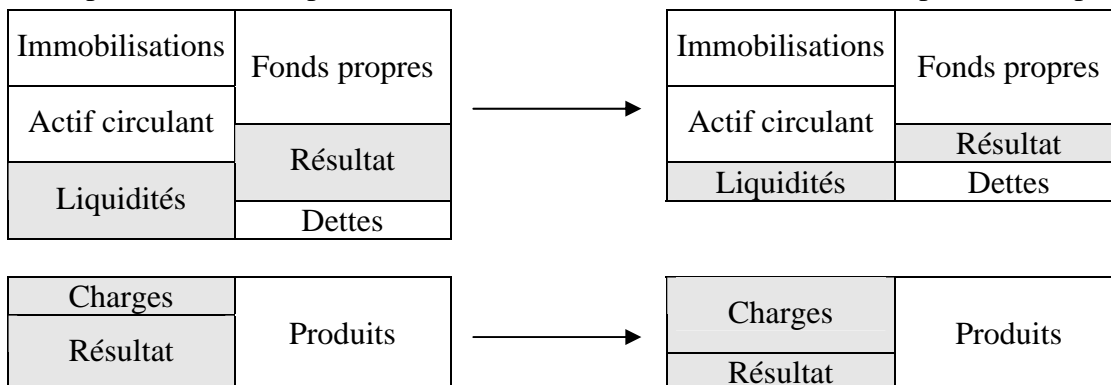 Immobilisations
Fonds propres
Actif circulant
Résultat
Liquidités
Dettes
Immobilisations
Fonds propres
Actif circulant
Résultat
Liquidités
Dettes
Charges
Produits
Résultat
Charges
Produits
Résultat